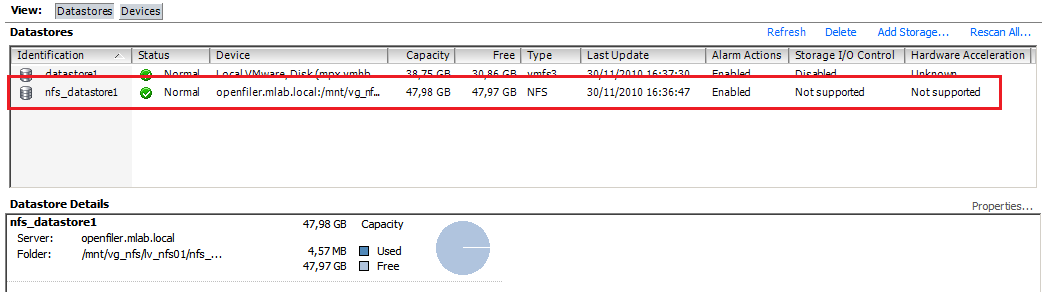 View: Datastores Devices
Datastores Refresh Delete Add Storage... Rescan All...
Identification Status Device Capacity Free Type Last Update Alarm Actions Storage I/O Control Hardware Acceleration
datastore1 Normal Local VMware, Disk (mpx.vmhb... 38,75 GB 30,86 GB vmfs3 30/11/2010 16:37:30 Enabled Disabled Unknown
nfs_datastore1 Normal openfiler.mlab.local:/mnt/vg_nf... 47,98 GB 47,97 GB NFS 30/11/2010 16:36:47 Enabled Not supported Not supported
Datastore Details Properties...
nfs_datastore1 47,98 GB Capacity
Server: openfiler.mlab.local
Folder: /mnt/vg_nfs/lv_nfs01/nfs_...
4,57 MB Used
47,97 GB Free